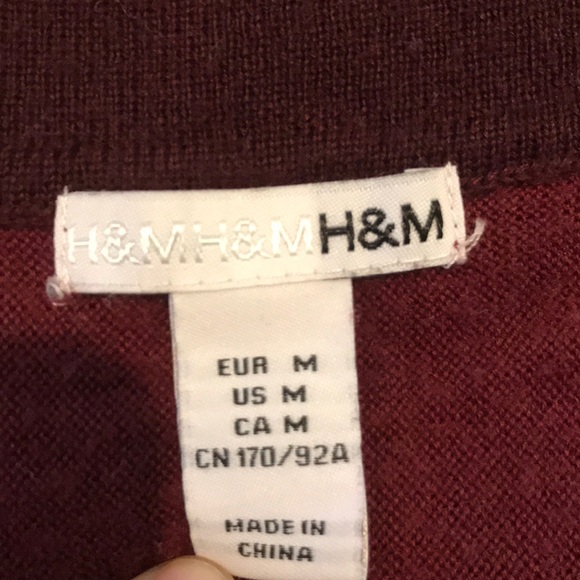 H&M H&M H&M
EUR M
US M
CA M
CN 170/92A
MADE IN
CHINA